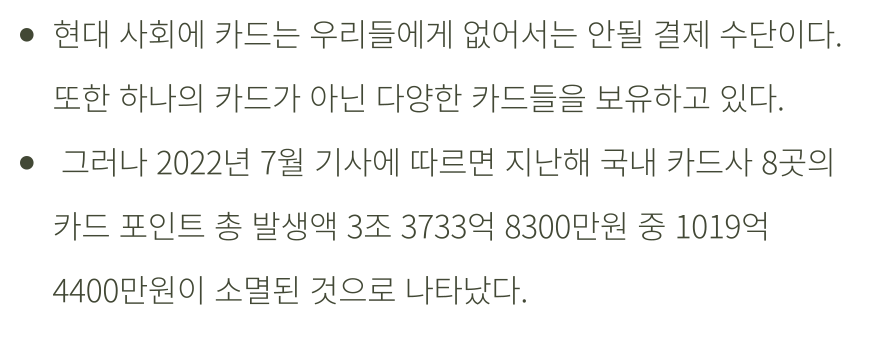 ● 현대 사회에 카드는 우리들에게 없어서는 안될 결제 수단이다.
또한 하나의 카드가 아닌 다양한 카드들을 보유하고 있다.
● 그러나 2022년 7월 기사에 따르면 지난해 국내 카드사 8곳의
카드 포인트 총 발생액 3조 3733억 8300만원 중 1019억
4400만원이 소멸된 것으로 나타났다.